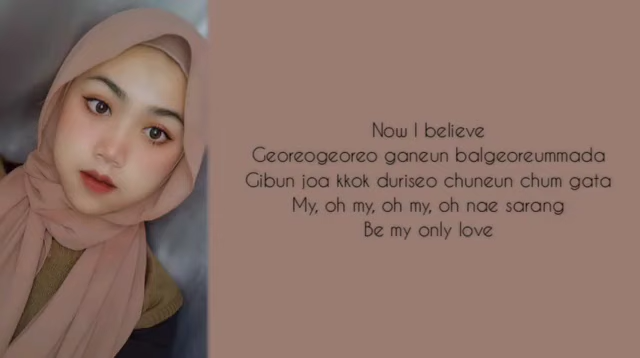 Now I believe
Georeogeoreo ganeun balgeoreummada
Gibun joa kkok duriseo chuneun chum gata
My, oh my, oh my, oh nae sarang
Be my only love